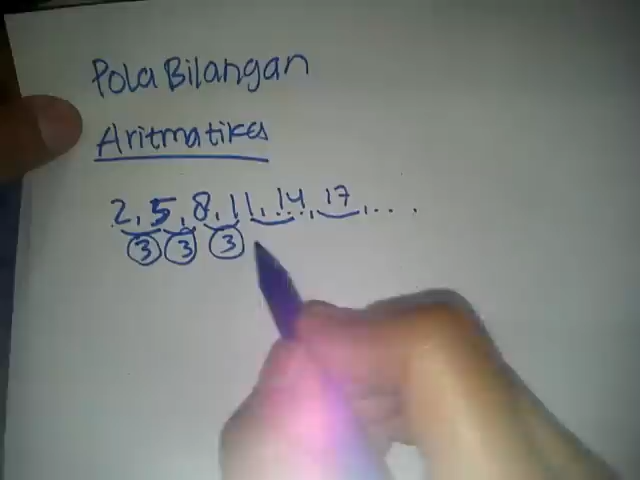 Pola Bilangan
Aritmatika
2, 5, 8, 11, 14, 17, ...
3 3 3